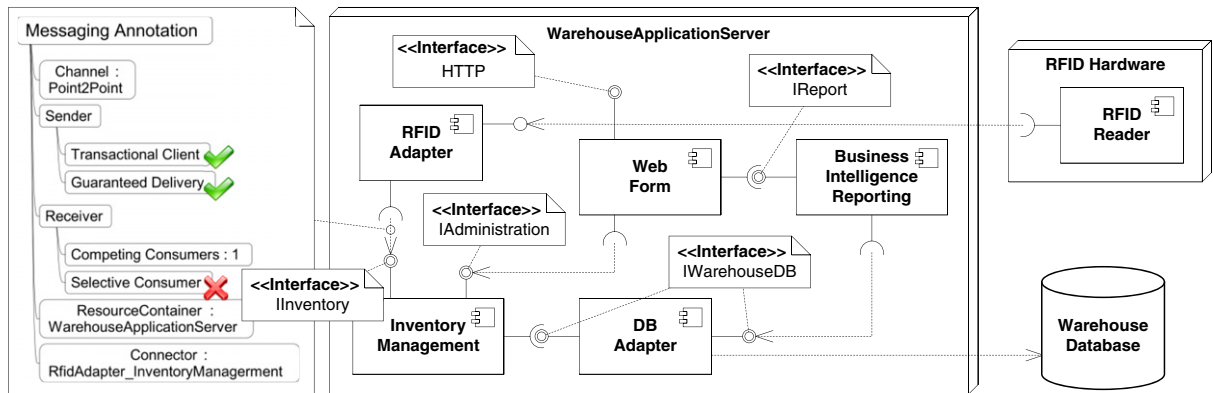 Messaging Annotation
Channel :
Point2Point
Sender
Transactional Client
Guaranteed Delivery
Receiver
Competing Consumers : 1
Selective Consumer
ResourceContainer :
WarehouseApplicationServer
Connector :
RfidAdapter_InventoryManagerment
WarehouseApplicationServer
<<Interface>>
HTTP
<<Interface>>
IReport
RFID
Adapter
Web
Form
Business
Intelligence
Reporting
<<Interface>>
IAdministration
<<Interface>>
IWarehouseDB
<<Interface>>
IInventory
Inventory
Management
DB
Adapter
RFID Hardware
RFID
Reader
Warehouse
Database